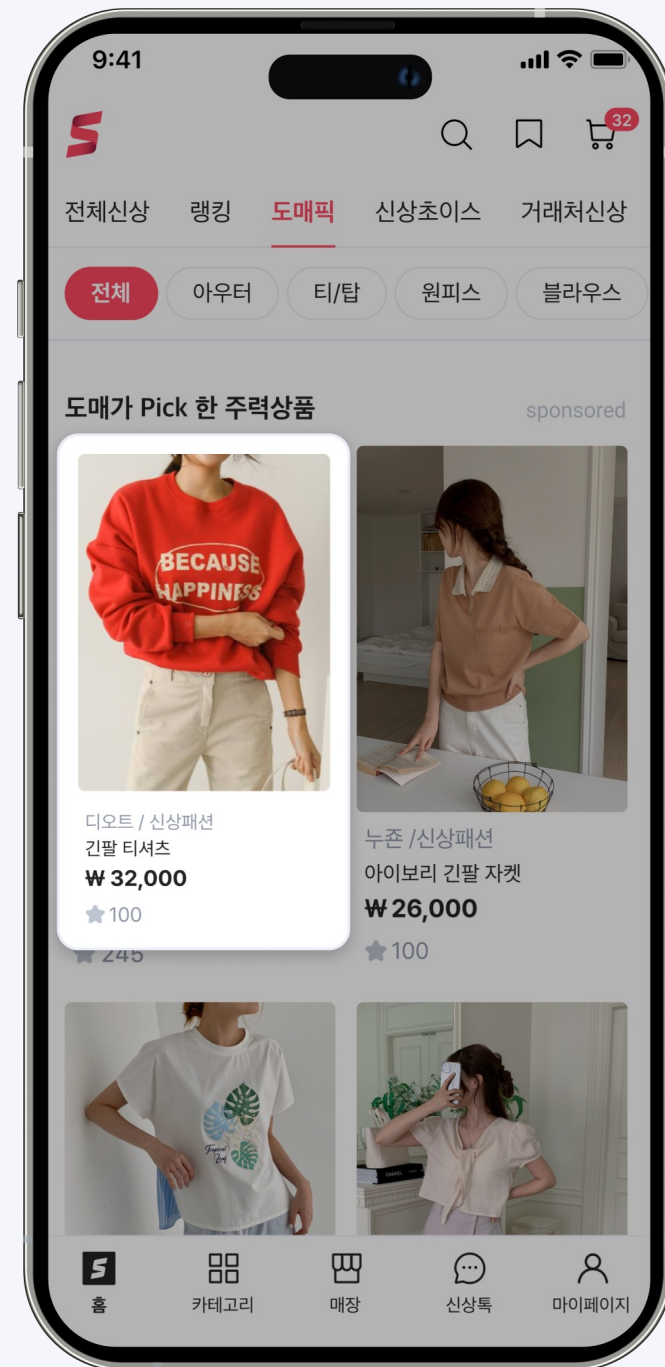 9:41
32
전체신상 랭킹 도매픽 신상초이스 거래처신상
전체 아우터 티/탑 원피스 블라우스
도매가 Pick 한 주력상품 sponsored
BECAUSE
HAPPINESS
디오트 / 신상패션
긴팔 티셔츠
₩ 32,000
100
245
누죤 /신상패션
아이보리 긴팔 자켓
₩ 26,000
100
Tropical
Leaf
CHANEL
홈 카테고리 매장 신상톡 마이페이지